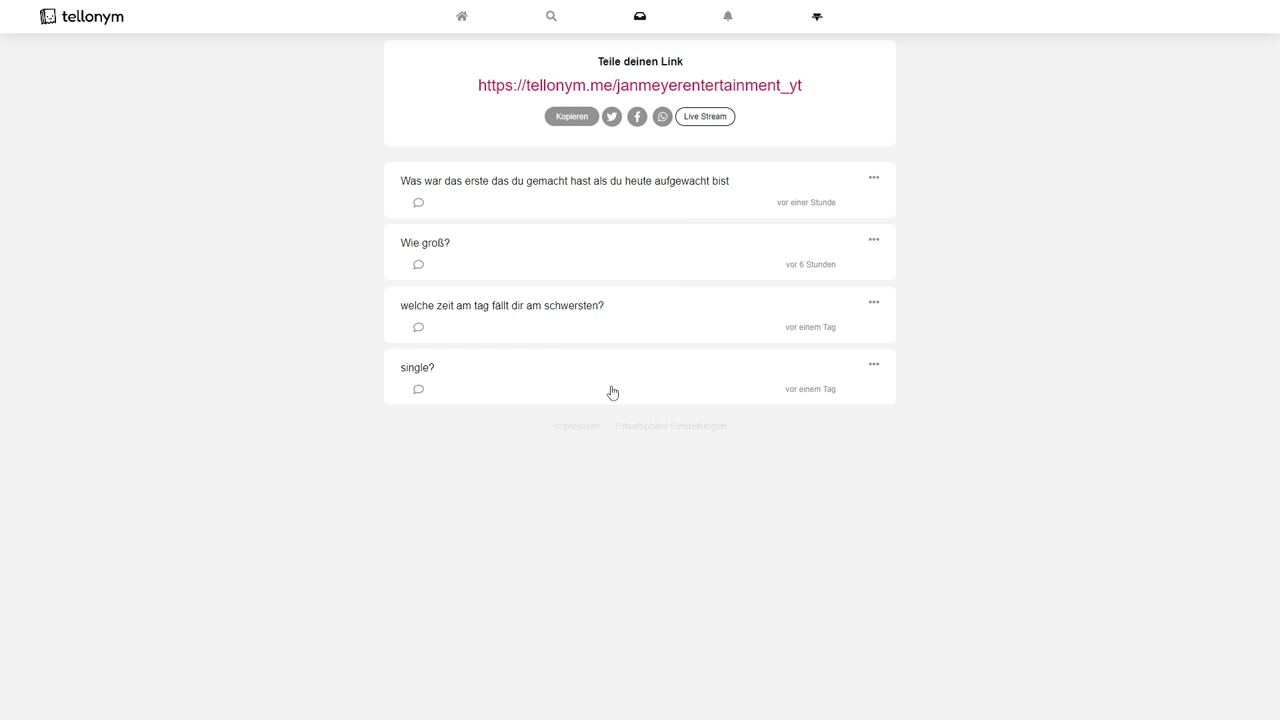 tellonym
Teile deinen Link
https://tellonym.me/janmeyerentertainment_yt
Kopieren
Live Stream
Was war das erste das du gemacht hast als du heute aufgewacht bist
vor einer Stunde
Wie groß?
vor 6 Stunden
welche zeit am tag fällt dir am schwersten?
vor einem Tag
single?
vor einem Tag
Impressum Privatsphäre Einstellungen